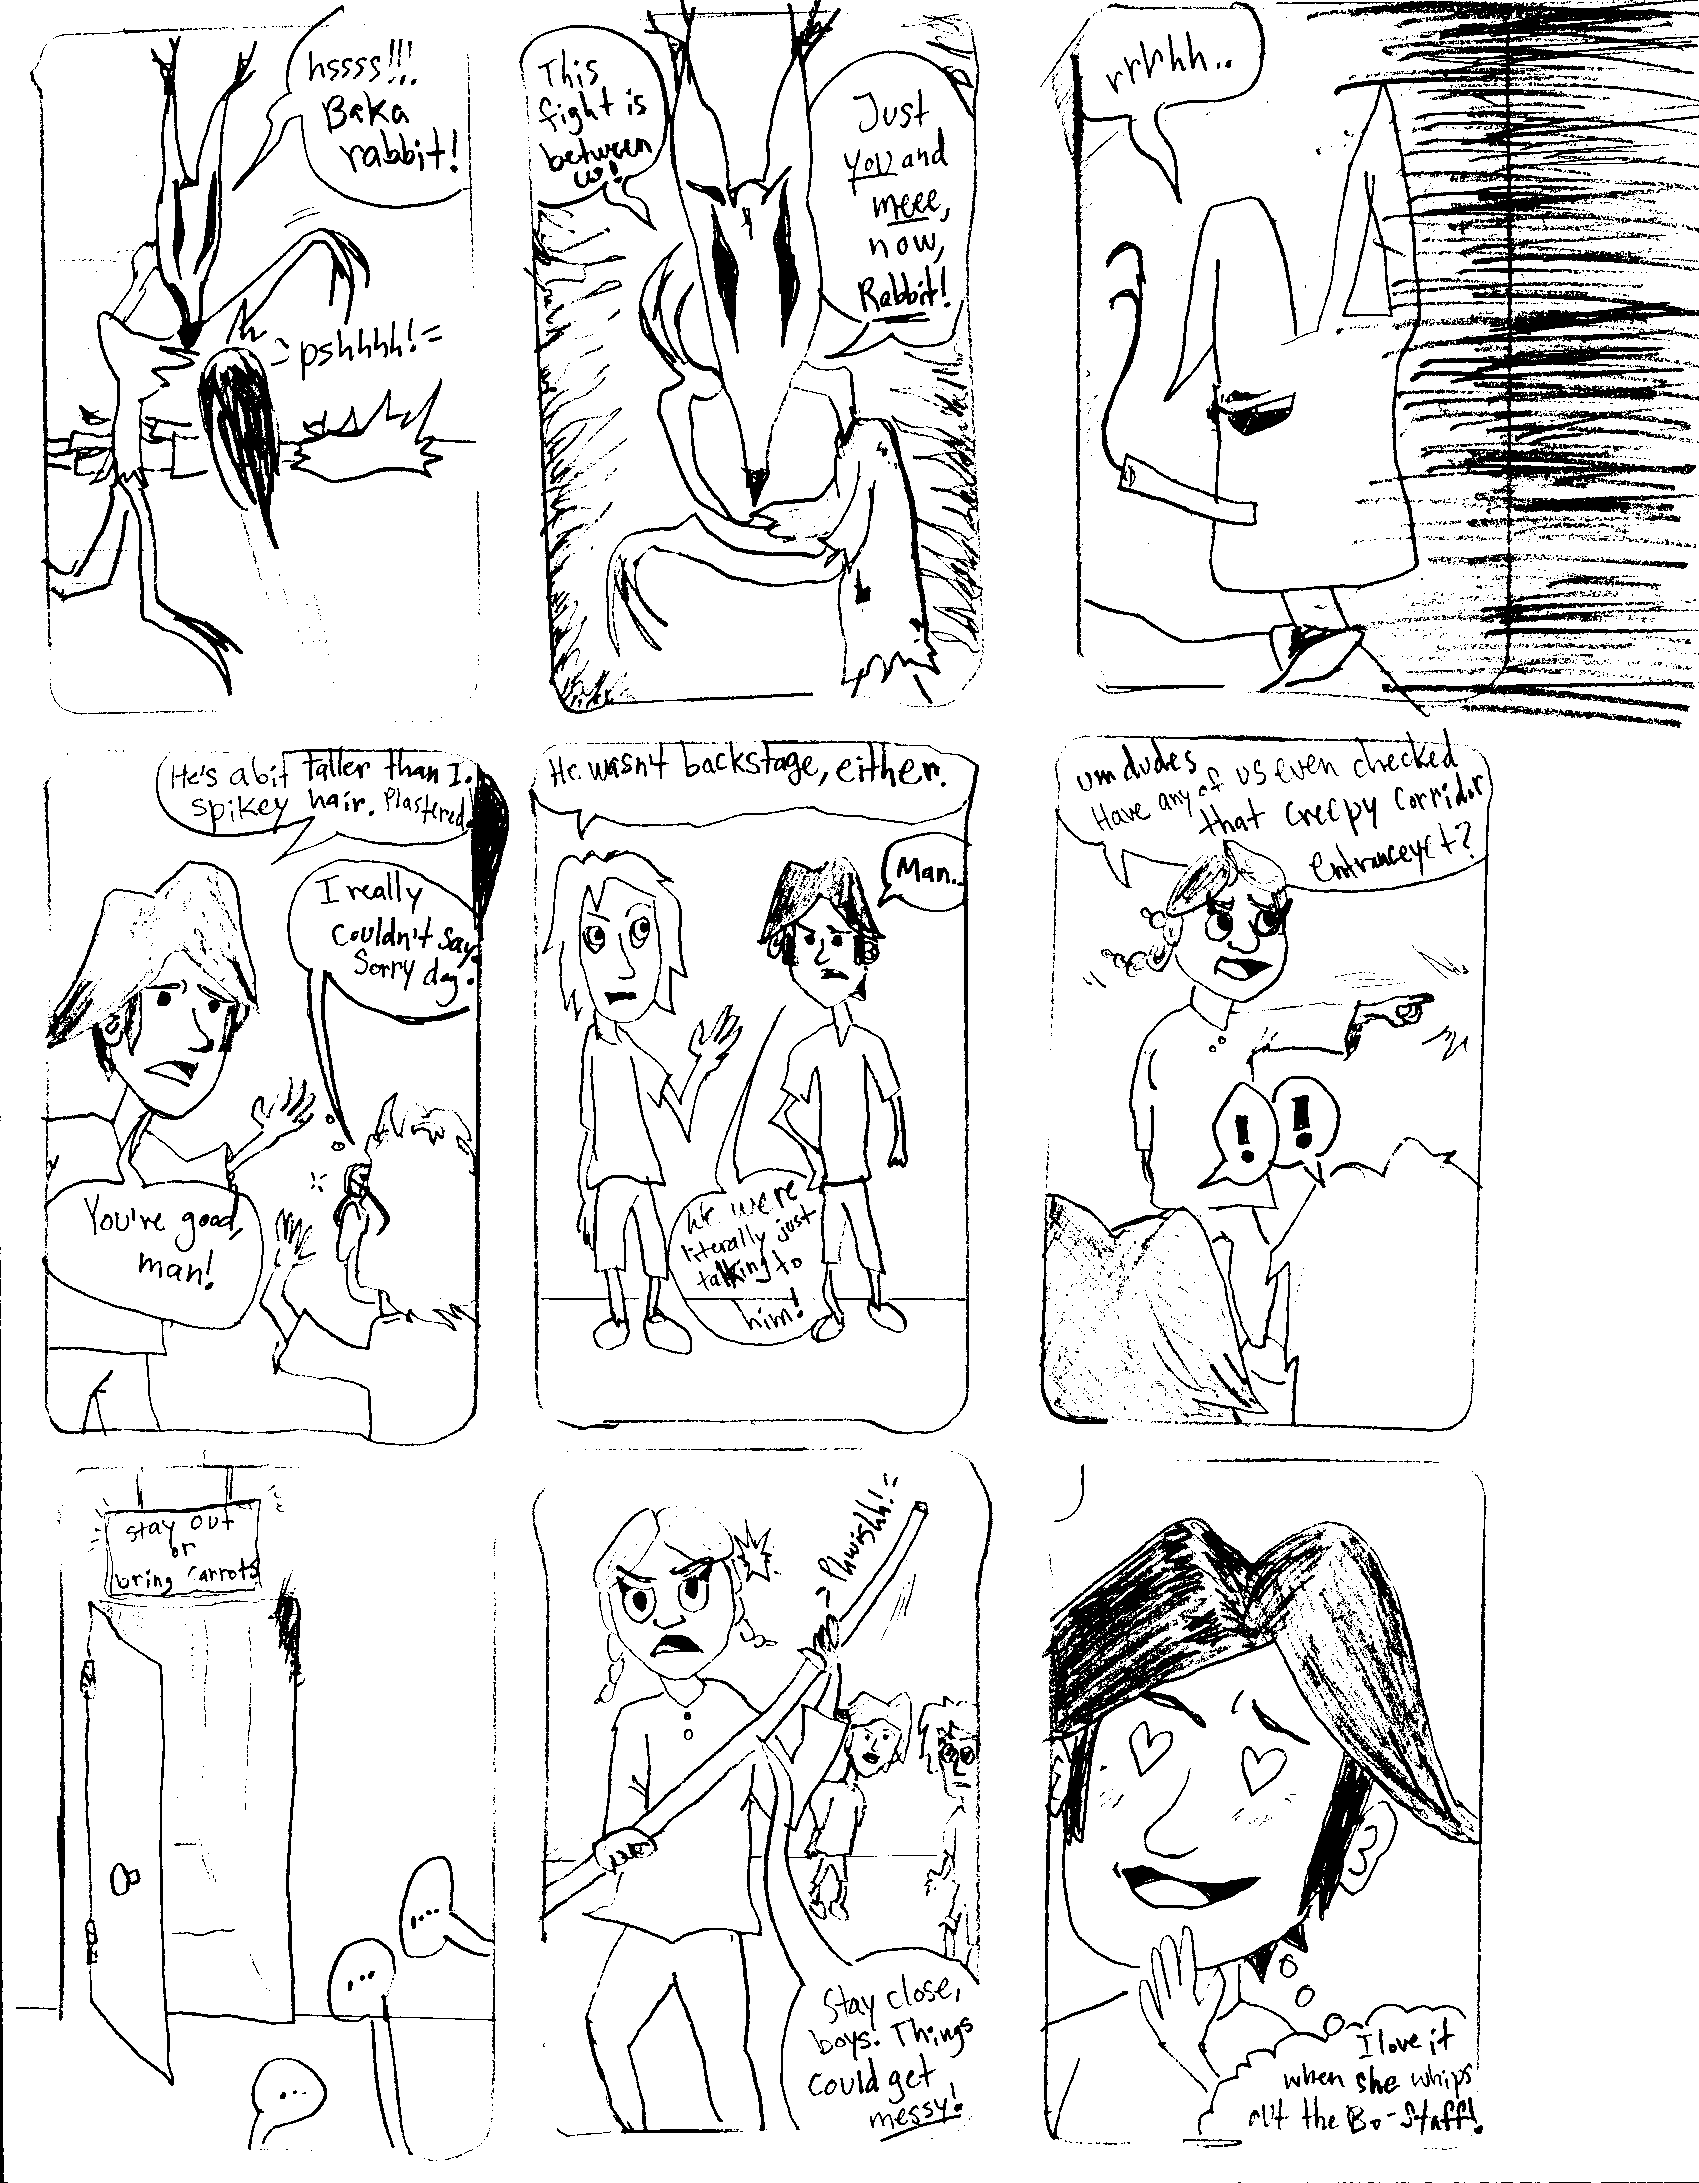 hssss!!!
Baka
rabbit!
pshhhh!
This
fight is
between
us!
Just
you and
meee,
now,
Rabbit!
rrrhh..
He's a bit taller than I.
spikey hair. Plastered.
I really
couldn't say.
Sorry dog.
You're good,
man!
He wasn't backstage, either.
Man..
We were
literally just
talking to
him!
um dudes
Have any of us even checked
that creepy corridor
entrance yet?
!
!
stay out
or
bring carrots
...
....
...
Phwishh!
Stay close,
boys. Things
could get
messy!
I love it
when she whips
out the Bo-staff!